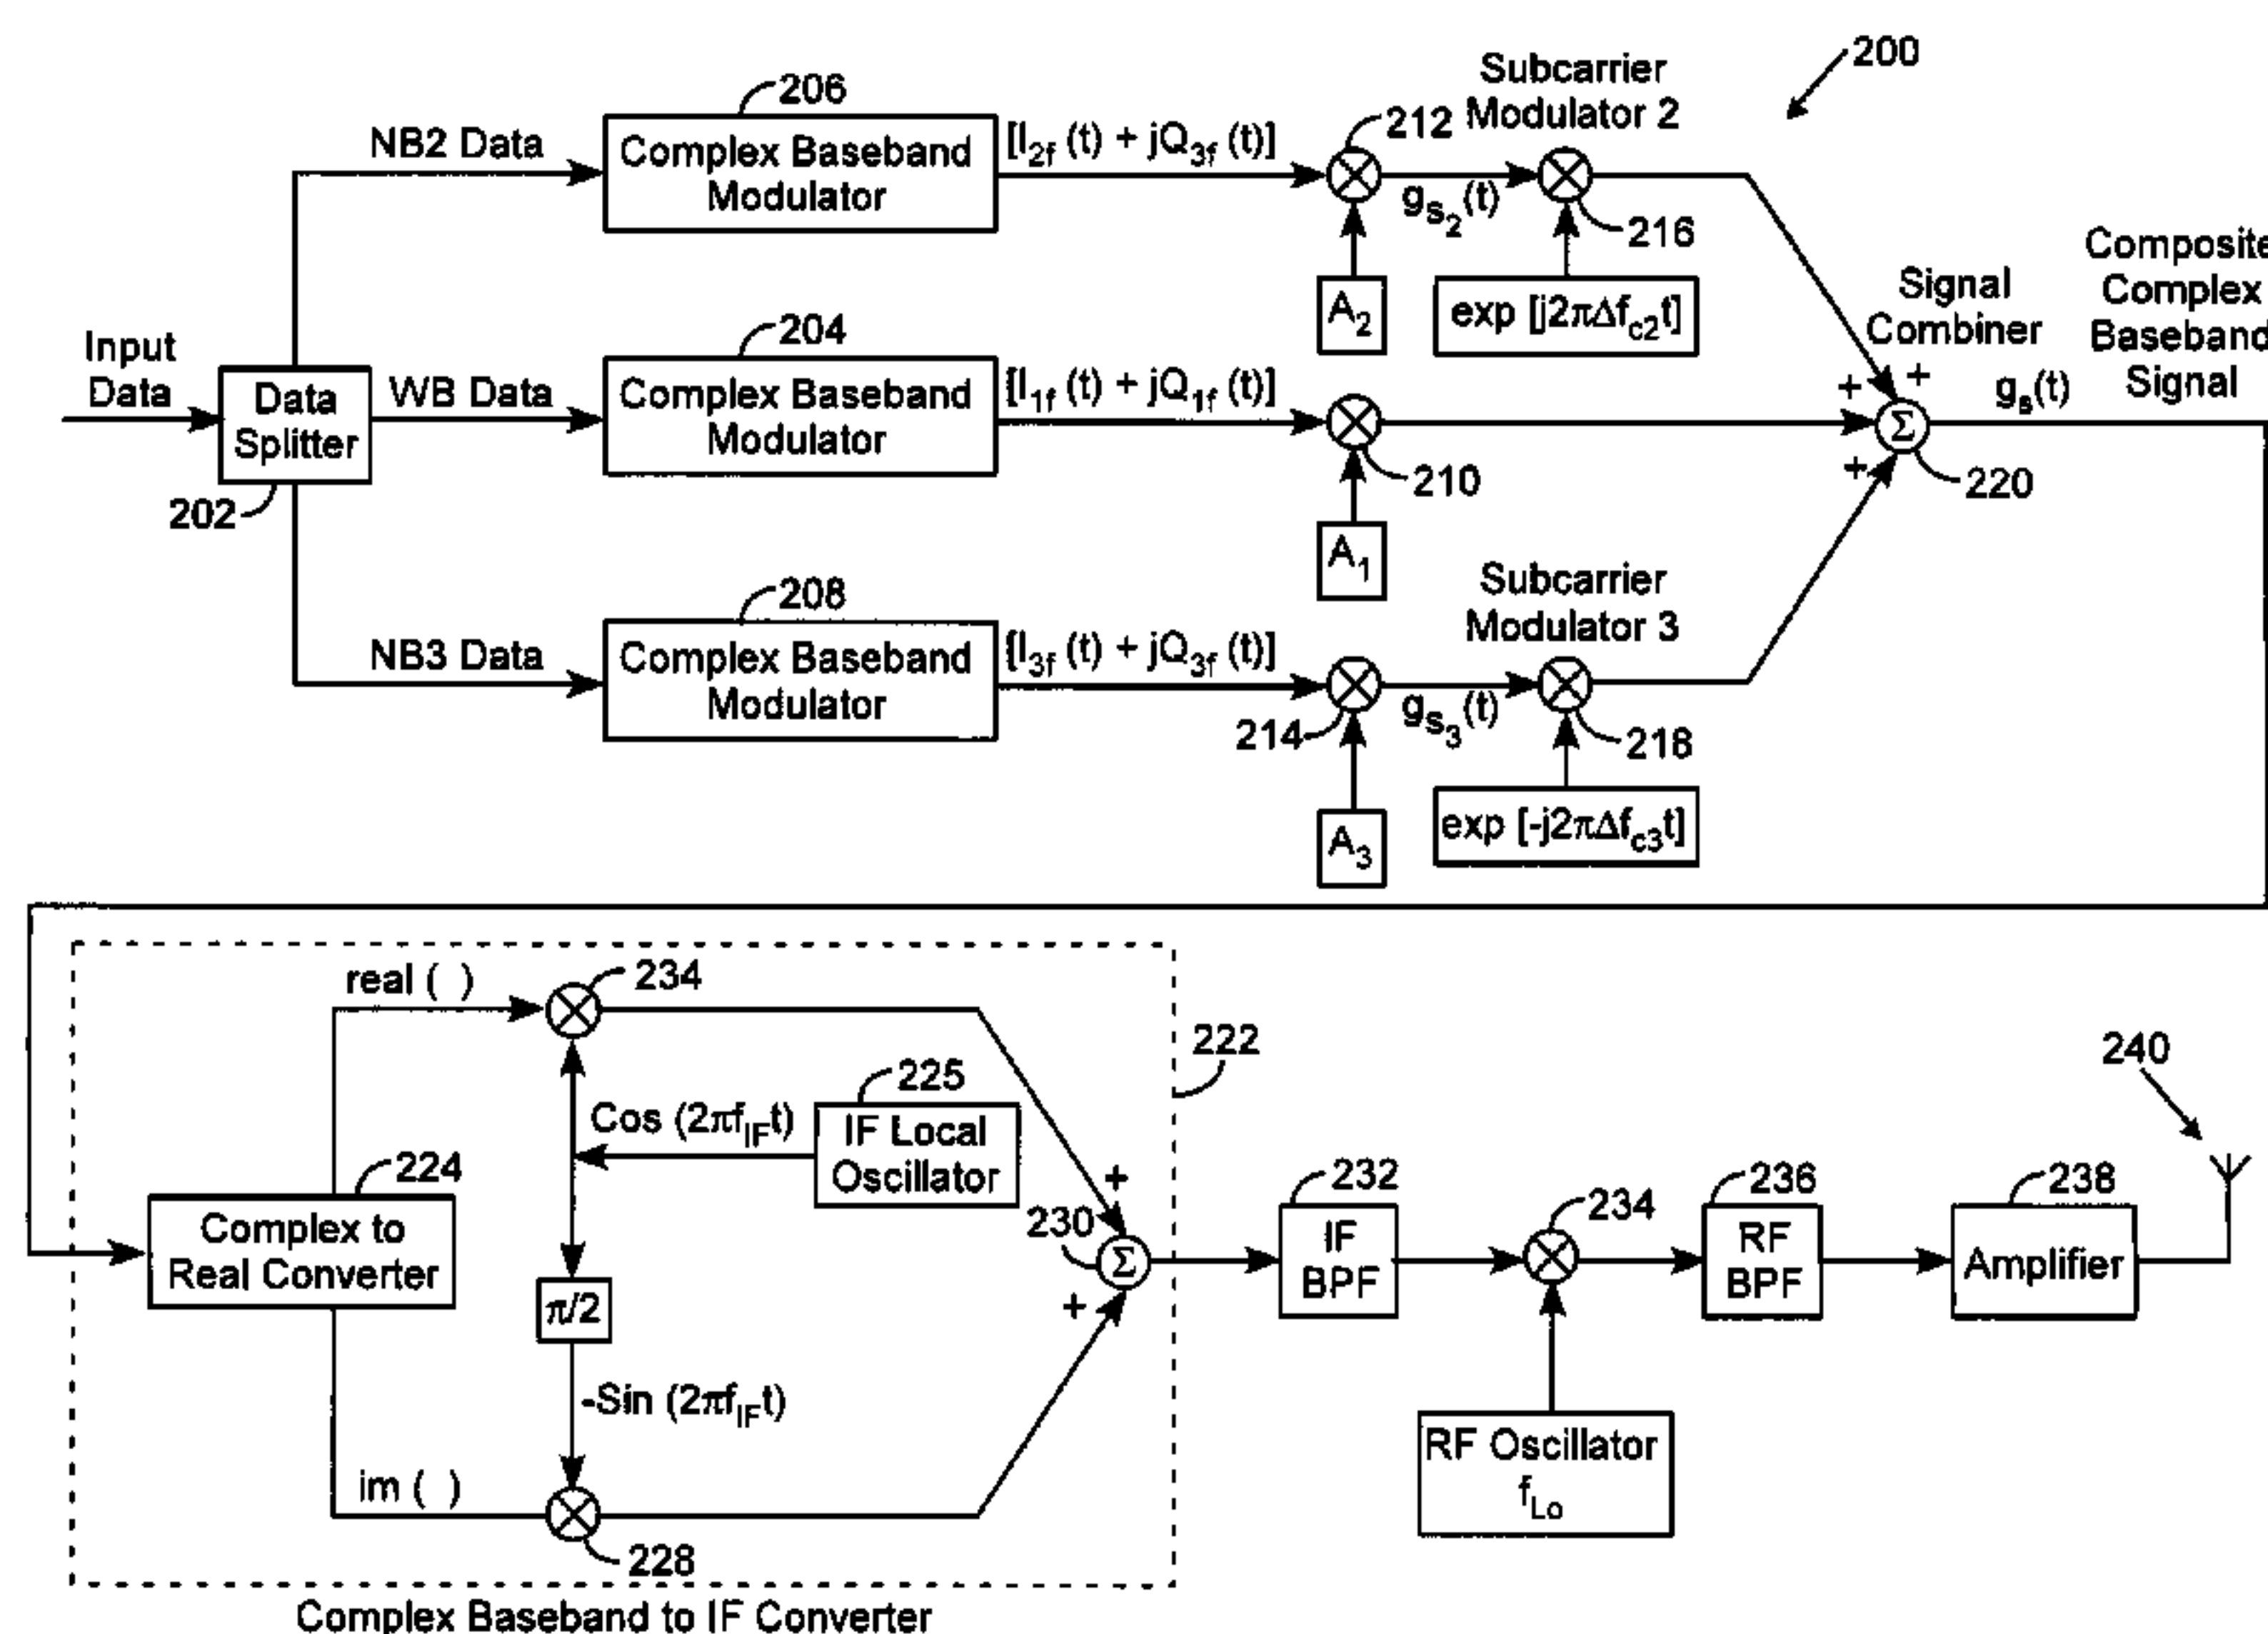 200
Subcarrier
Modulator 2
206
NB2 Data
Complex Baseband
Modulator
[I2f (t) + jQ3f (t)]
212
gS2(t)
216
A2
exp [j2πΔfc2t]
Signal
Combiner
Composite
Complex
Baseband
Signal
Input
Data
Data
Splitter
202
WB Data
204
Complex Baseband
Modulator
[I1f (t) + jQ1f (t)]
210
A1
+
+
+
Σ
220
gs(t)
208
NB3 Data
Complex Baseband
Modulator
[I3f (t) + jQ3f (t)]
214
gS3(t)
Subcarrier
Modulator 3
218
A3
exp [-j2πΔfc3t]
real ( )
234
222
225
Cos (2πfIFt)
IF Local
Oscillator
224
Complex to
Real Converter
π/2
-Sin (2πfIFt)
im ( )
228
230
+
Σ
+
232
IF
BPF
234
RF Oscillator
fLo
236
RF
BPF
238
Amplifier
240
Complex Baseband to IF Converter